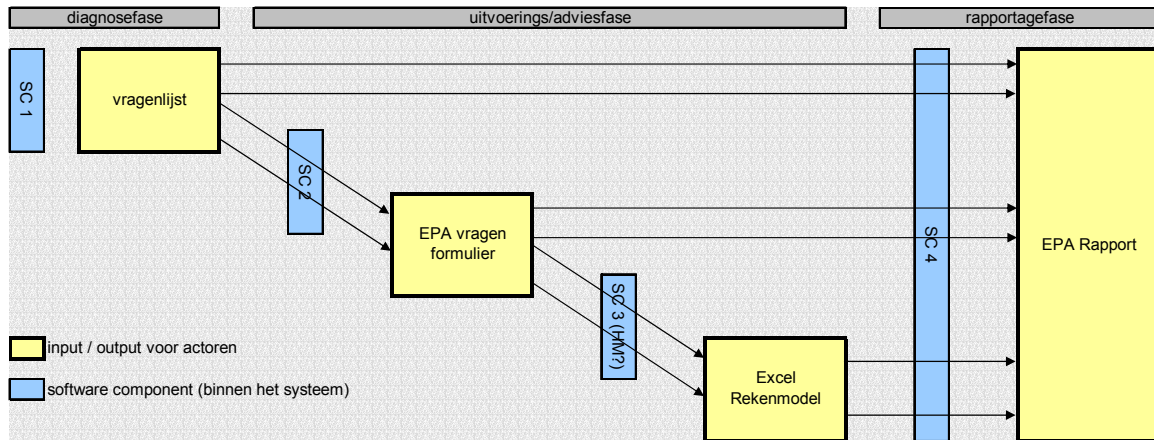 diagnosefase
uitvoerings/adviesfase
rapportagefase
SC 1
vragenlijst
SC 2
EPA vragen
formulier
SC 3 (HM?)
Excel
Rekenmodel
SC 4
EPA Rapport
input / output voor actoren
software component (binnen het systeem)